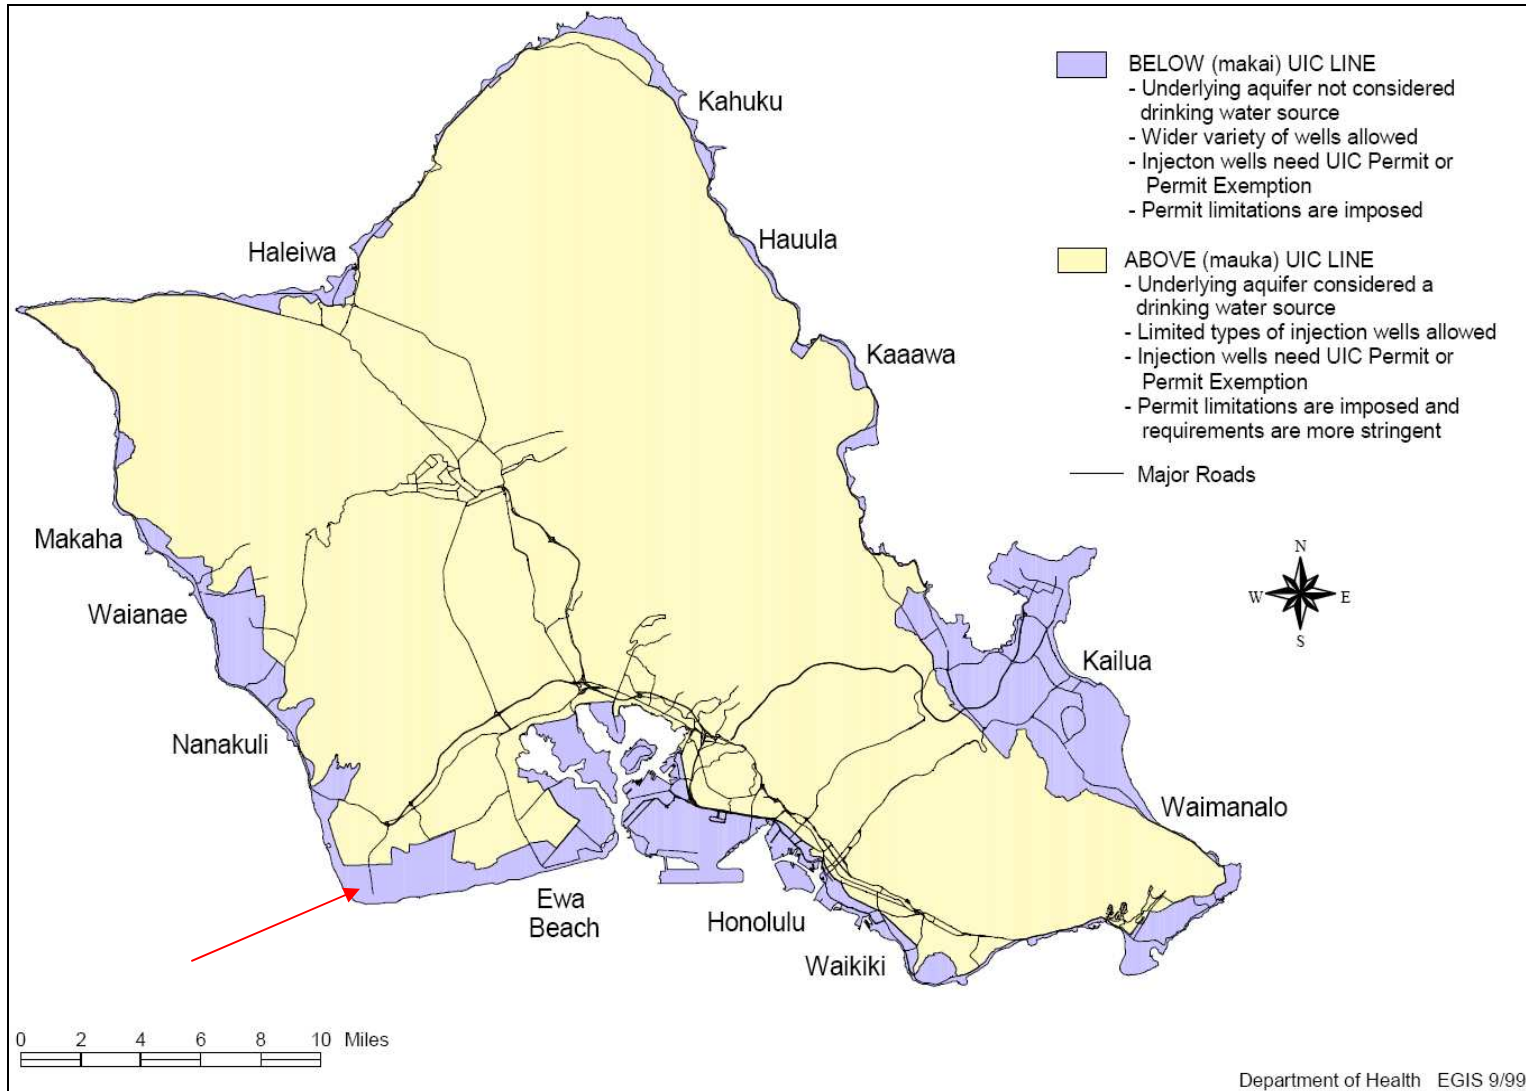 BELOW (makai) UIC LINE
- Underlying aquifer not considered
drinking water source
- Wider variety of wells allowed
- Injecton wells need UIC Permit or
Permit Exemption
- Permit limitations are imposed
ABOVE (mauka) UIC LINE
- Underlying aquifer considered a
drinking water source
- Limited types of injection wells allowed
- Injection wells need UIC Permit or
Permit Exemption
- Permit limitations are imposed and
requirements are more stringent
Major Roads
Kahuku
Hauula
Haleiwa
Kaaawa
Makaha
Waianae
Nanakuli
Kailua
Waimanalo
Ewa
Beach
Honolulu
Waikiki
N
W E
S
0 2 4 6 8 10 Miles
Department of Health EGIS 9/99